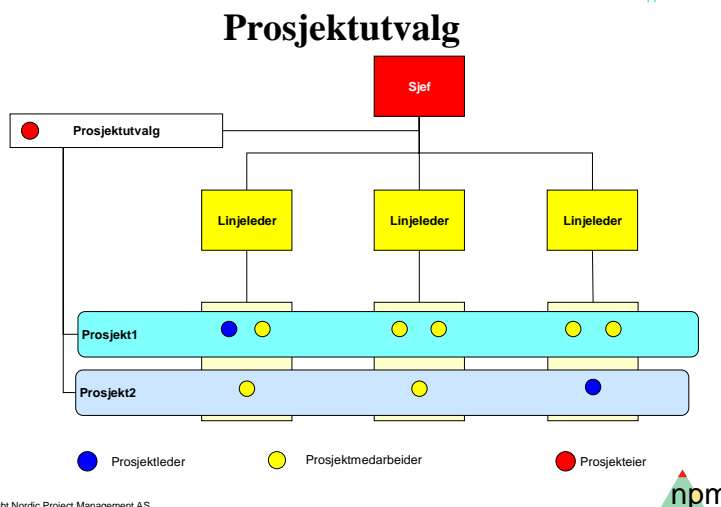 Prosjektutvalg
Sjef
Prosjektutvalg
Linjeleder Linjeleder Linjeleder
Prosjekt1
Prosjekt2
Prosjektleder Prosjektmedarbeider Prosjekteier
Nordic Project Management AS
npm